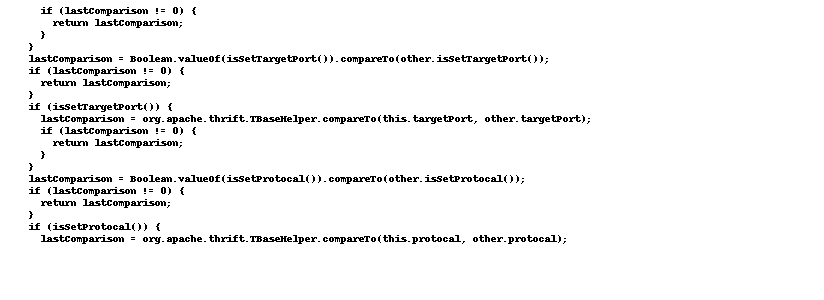 if (lastComparison != 0) {
return lastComparison;
}
}
lastComparison = Boolean.valueOf(isSetTargetPort()).compareTo(other.isSetTargetPort());
if (lastComparison != 0) {
return lastComparison;
}
if (isSetTargetPort()) {
lastComparison = org.apache.thrift.TBaseHelper.compareTo(this.targetPort, other.targetPort);
if (lastComparison != 0) {
return lastComparison;
}
}
lastComparison = Boolean.valueOf(isSetProtocal()).compareTo(other.isSetProtocal());
if (lastComparison != 0) {
return lastComparison;
}
if (isSetProtocal()) {
lastComparison = org.apache.thrift.TBaseHelper.compareTo(this.protocal, other.protocal);